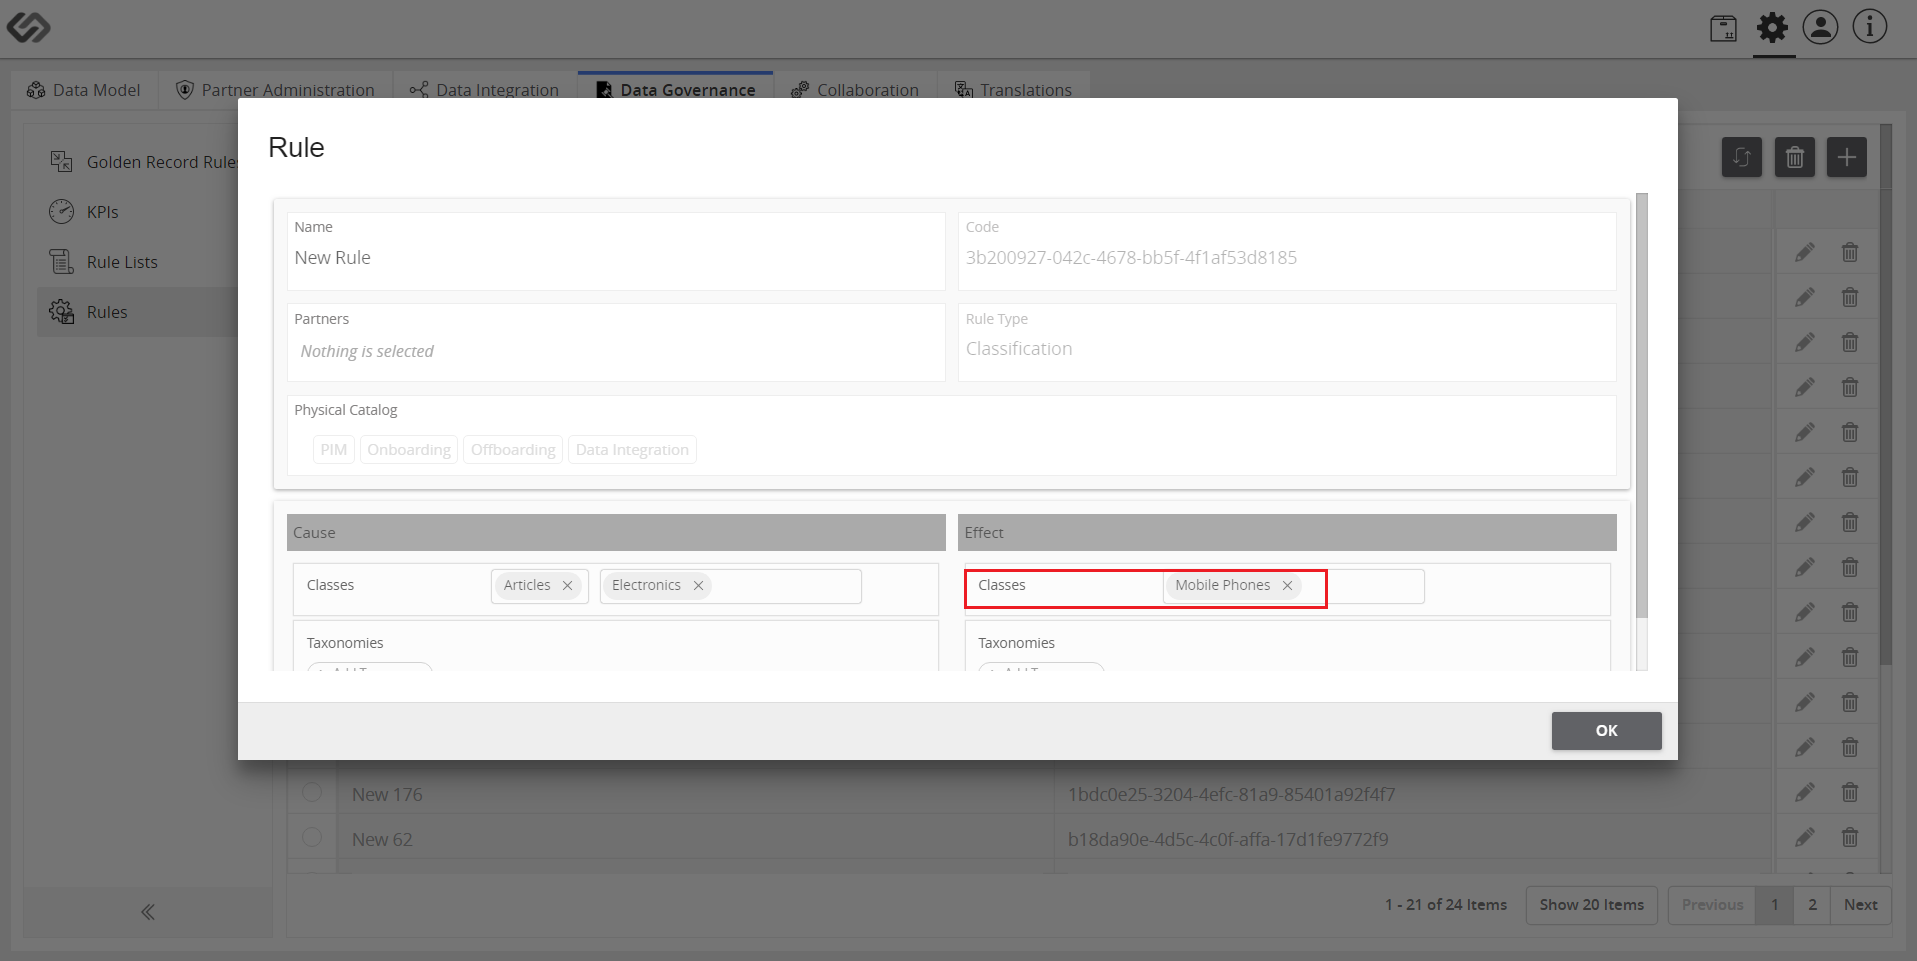 Data Model Partner Administration Data Integration Data Governance Collaboration Translations
Golden Record Rules
KPIs
Rule Lists
Rules
Rule
Name
New Rule
Code
3b200927-042c-4678-bb5f-4f1af53d8185
Partners
Nothing is selected
Rule Type
Classification
Physical Catalog
PIM Onboarding Offboarding Data Integration
Cause
Effect
Classes Articles Electronics
Classes Mobile Phones
Taxonomies
Taxonomies
OK
New 176 1bdc0e25-3204-4efc-81a9-85401a92f4f7
New 62 b18da90e-4d5c-4c0f-affa-17d1fe9772f9
1 - 21 of 24 Items Show 20 Items Previous 1 2 Next